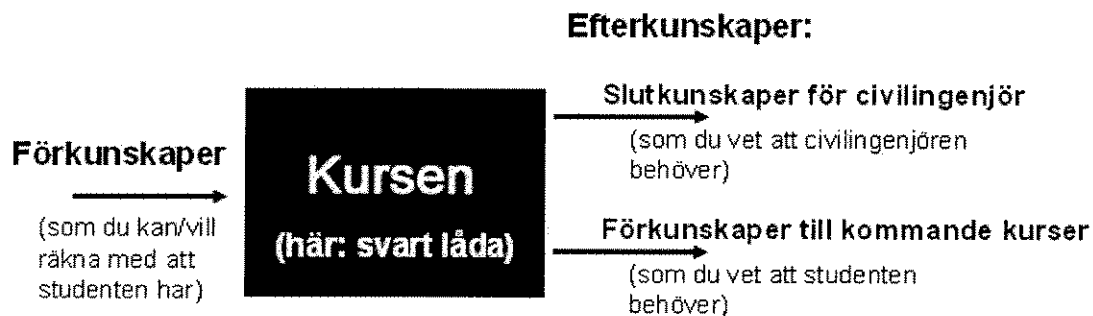 Efterkunskaper:
Förkunskaper
(som du kan/vill
räkna med att
studenten har)
Kursen
(här: svart låda)
Slutkunskaper för civilingenjör
(som du vet att civilingenjören
behöver)
Förkunskaper till kommande kurser
(som du vet att studenten
behöver)